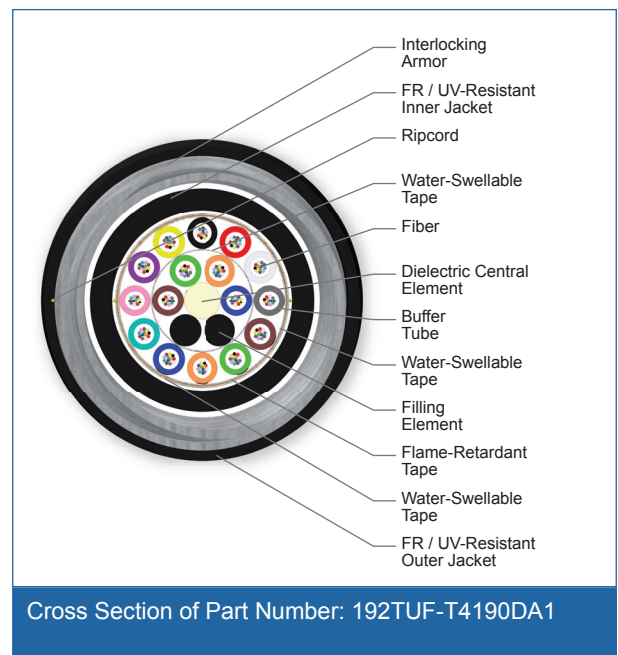 Interlocking
Armor
FR / UV-Resistant
Inner Jacket
Ripcord
Water-Swellable
Tape
Fiber
Dielectric Central
Element
Buffer
Tube
Water-Swellable
Tape
Filling
Element
Flame-Retardant
Tape
Water-Swellable
Tape
FR / UV-Resistant
Outer Jacket
Cross Section of Part Number: 192TUF-T4190DA1